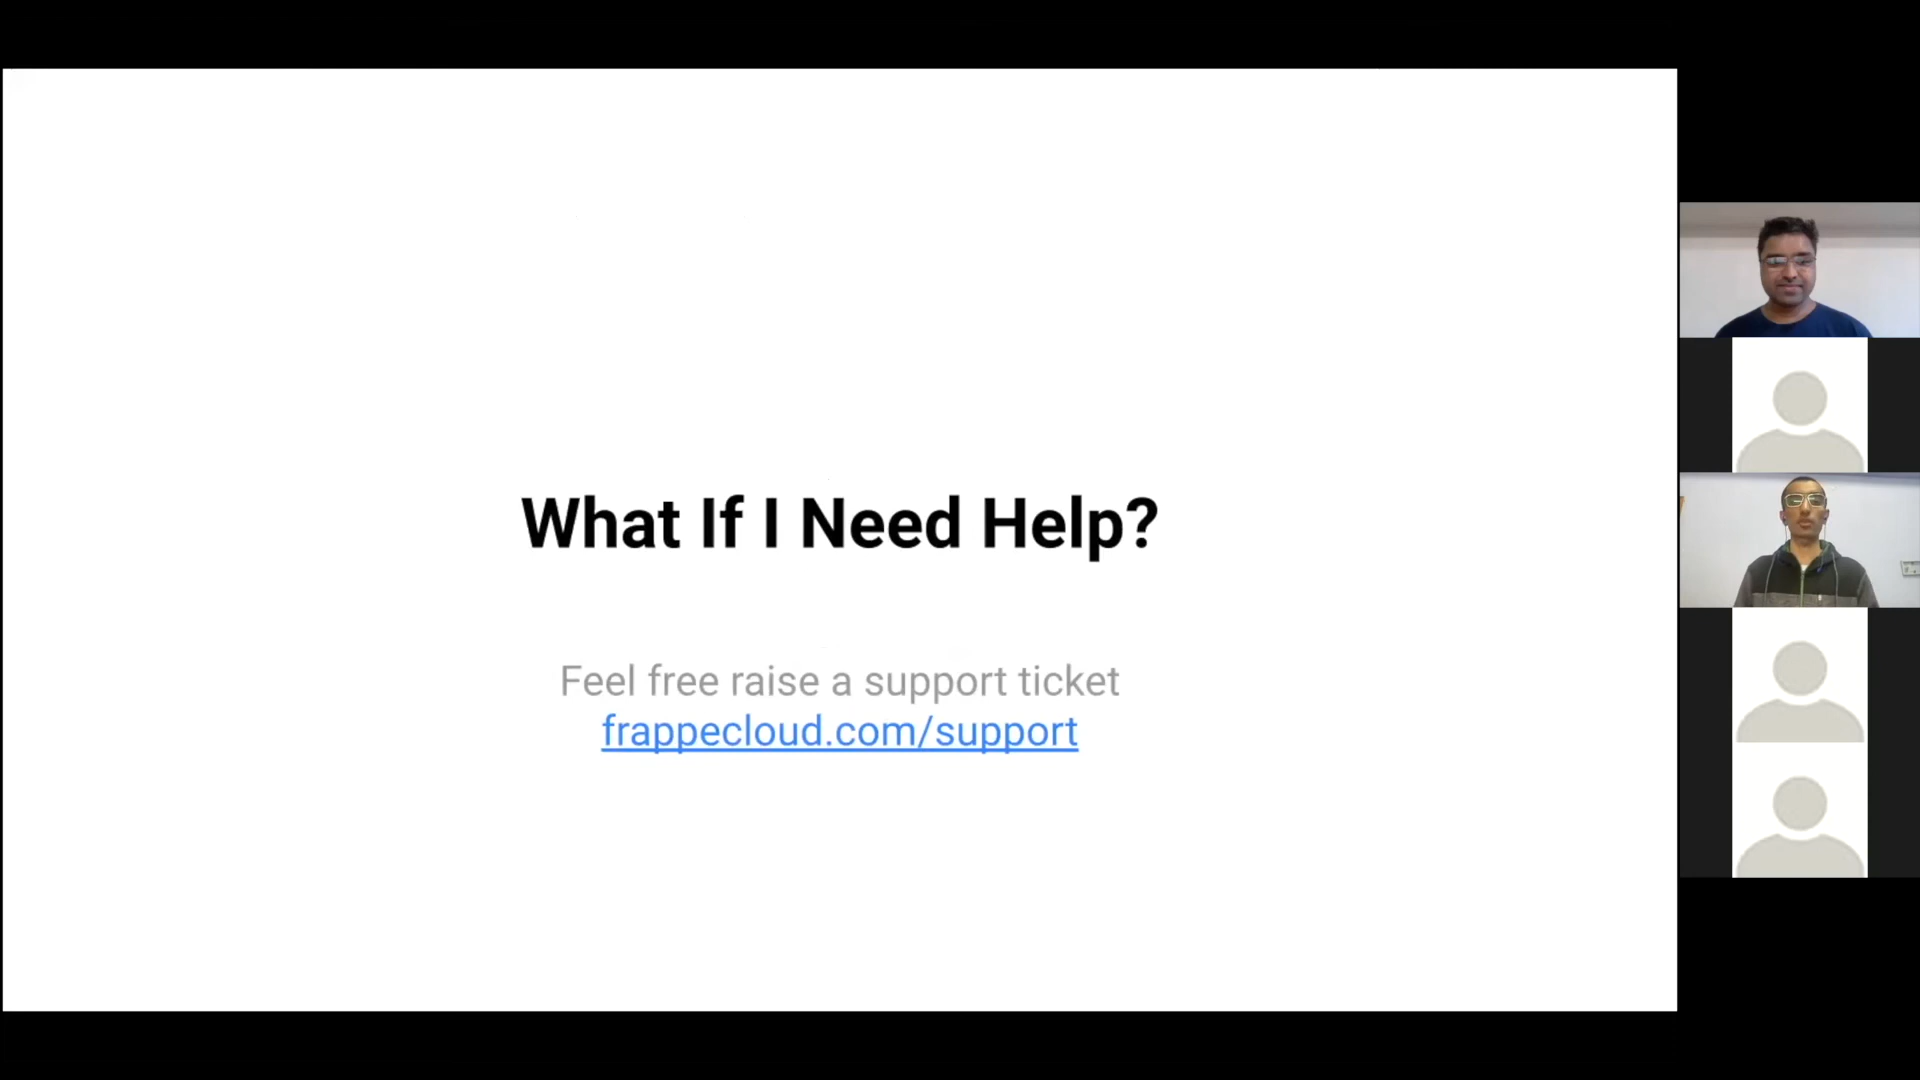 What If I Need Help?
Feel free raise a support ticket
frappecloud.com/support